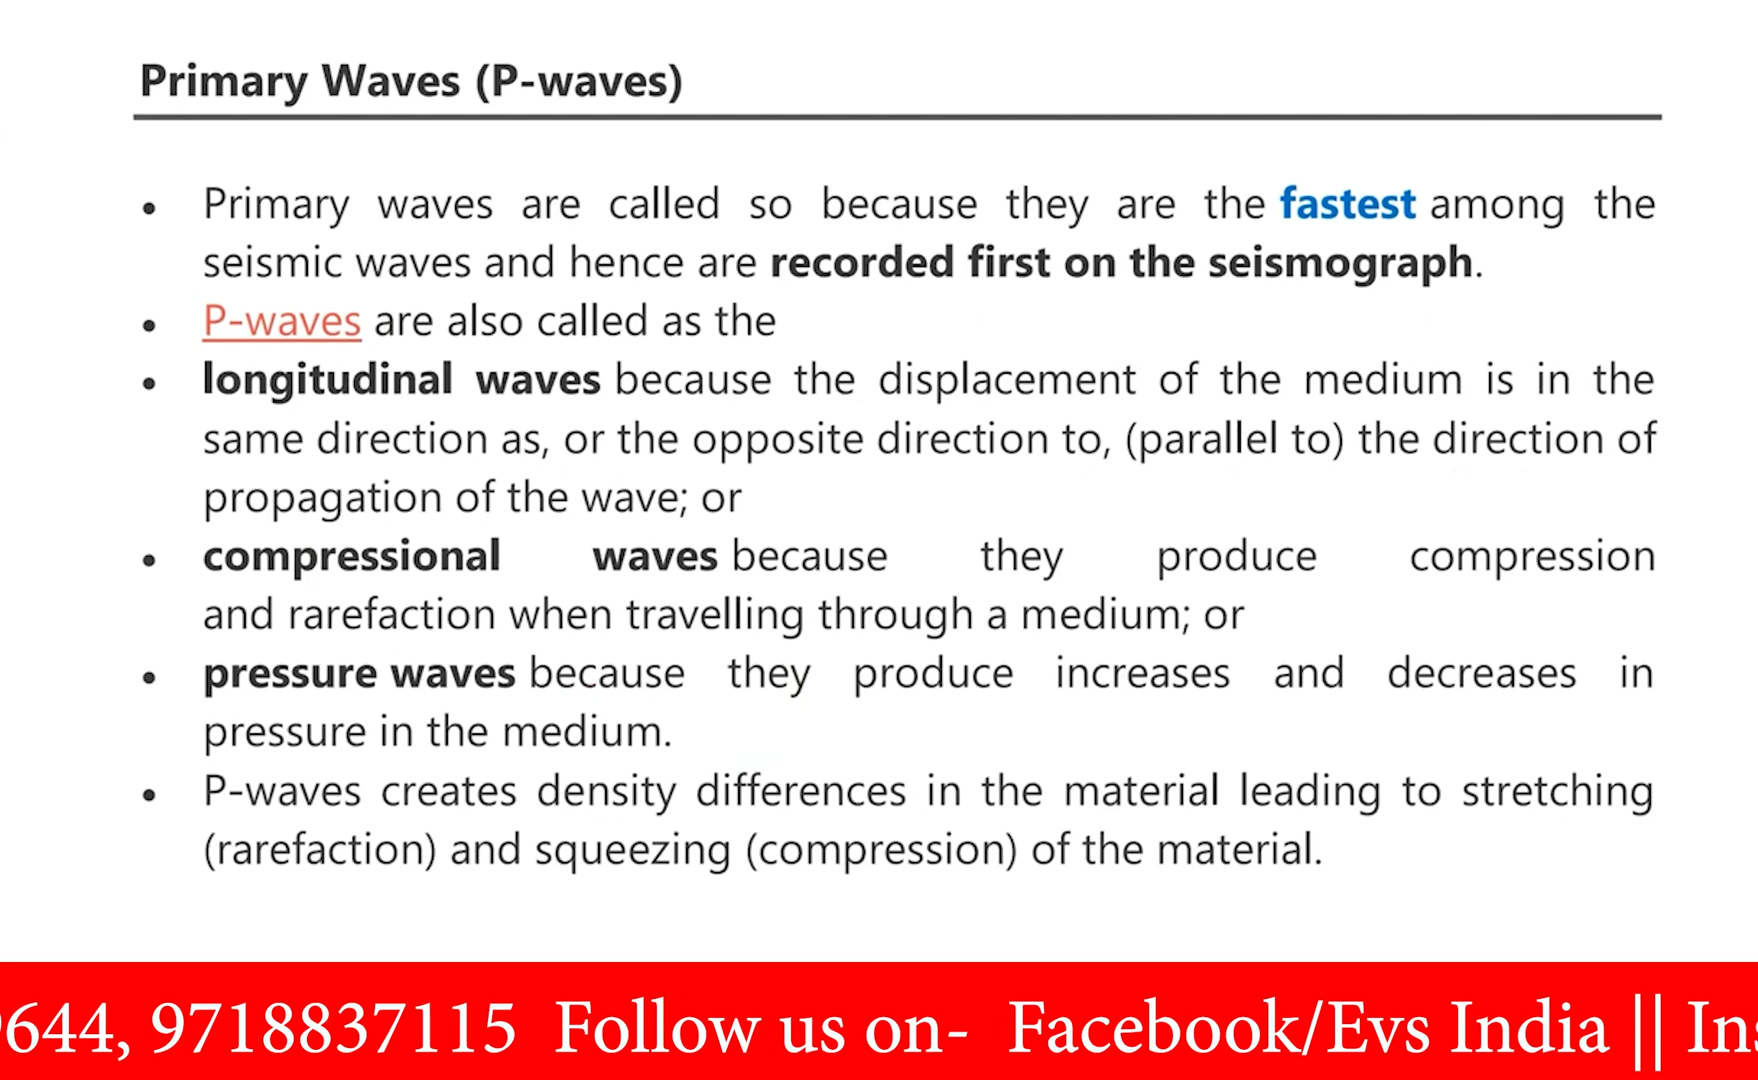 Primary Waves (P-waves)
• Primary waves are called so because they are the fastest among the
seismic waves and hence are recorded first on the seismograph.
• P-waves are also called as the
• longitudinal waves because the displacement of the medium is in the
same direction as, or the opposite direction to, (parallel to) the direction of
propagation of the wave; or
• compressional waves because they produce compression
and rarefaction when travelling through a medium; or
• pressure waves because they produce increases and decreases in
pressure in the medium.
• P-waves creates density differences in the material leading to stretching
(rarefaction) and squeezing (compression) of the material.
644, 9718837115 Follow us on- Facebook/Evs India ||